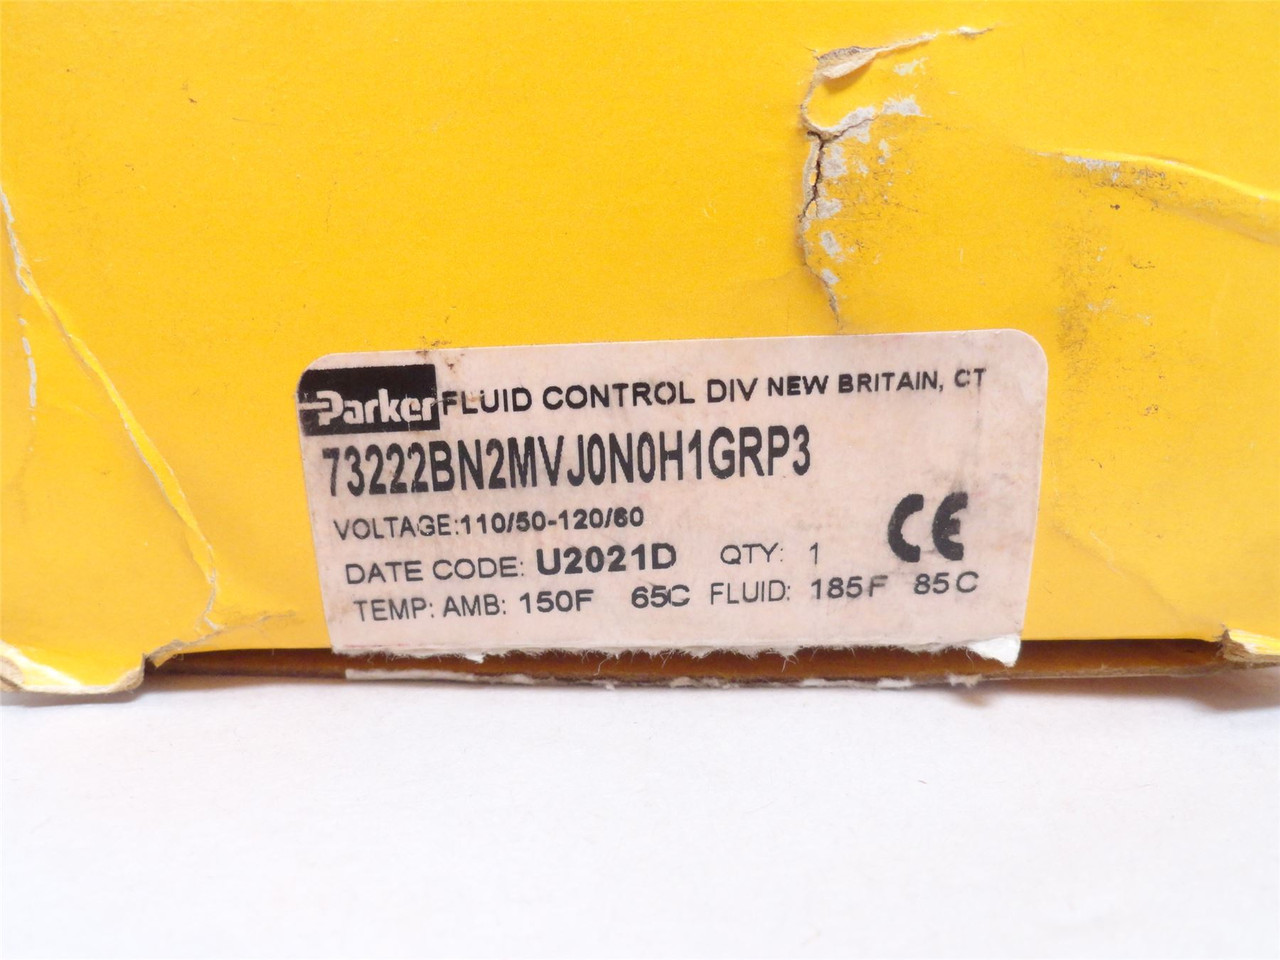 Parker FLUID CONTROL DIV NEW BRITAIN, CT
73222BN2MVJ0N0H1GRP3
VOLTAGE:110/50-120/60
DATE CODE: U2021D QTY: 1 CE
TEMP: AMB: 150F 65C FLUID: 185F 85C